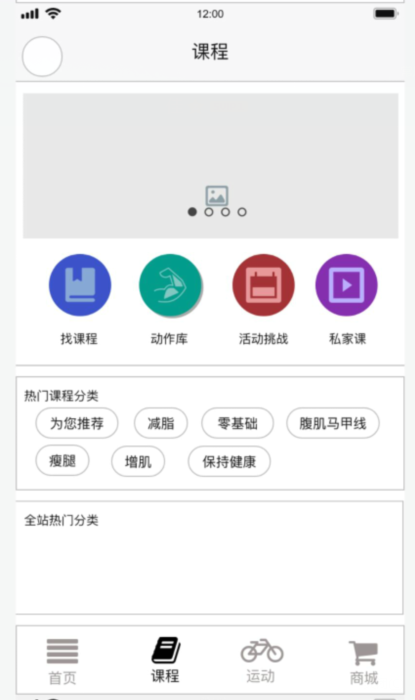 12:00
课程
找课程 动作库 活动挑战 私家课
热门课程分类
为您推荐 减脂 零基础 腹肌马甲线
瘦腿 增肌 保持健康
全站热门分类
首页 课程 运动 商城